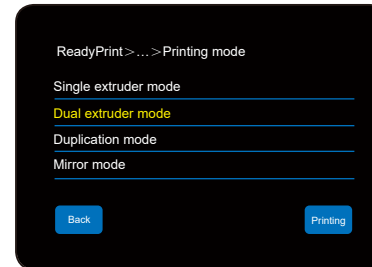 ReadyPrint>...>Printing mode
Single extruder mode
Dual extruder mode
Duplication mode
Mirror mode
Back
Printing